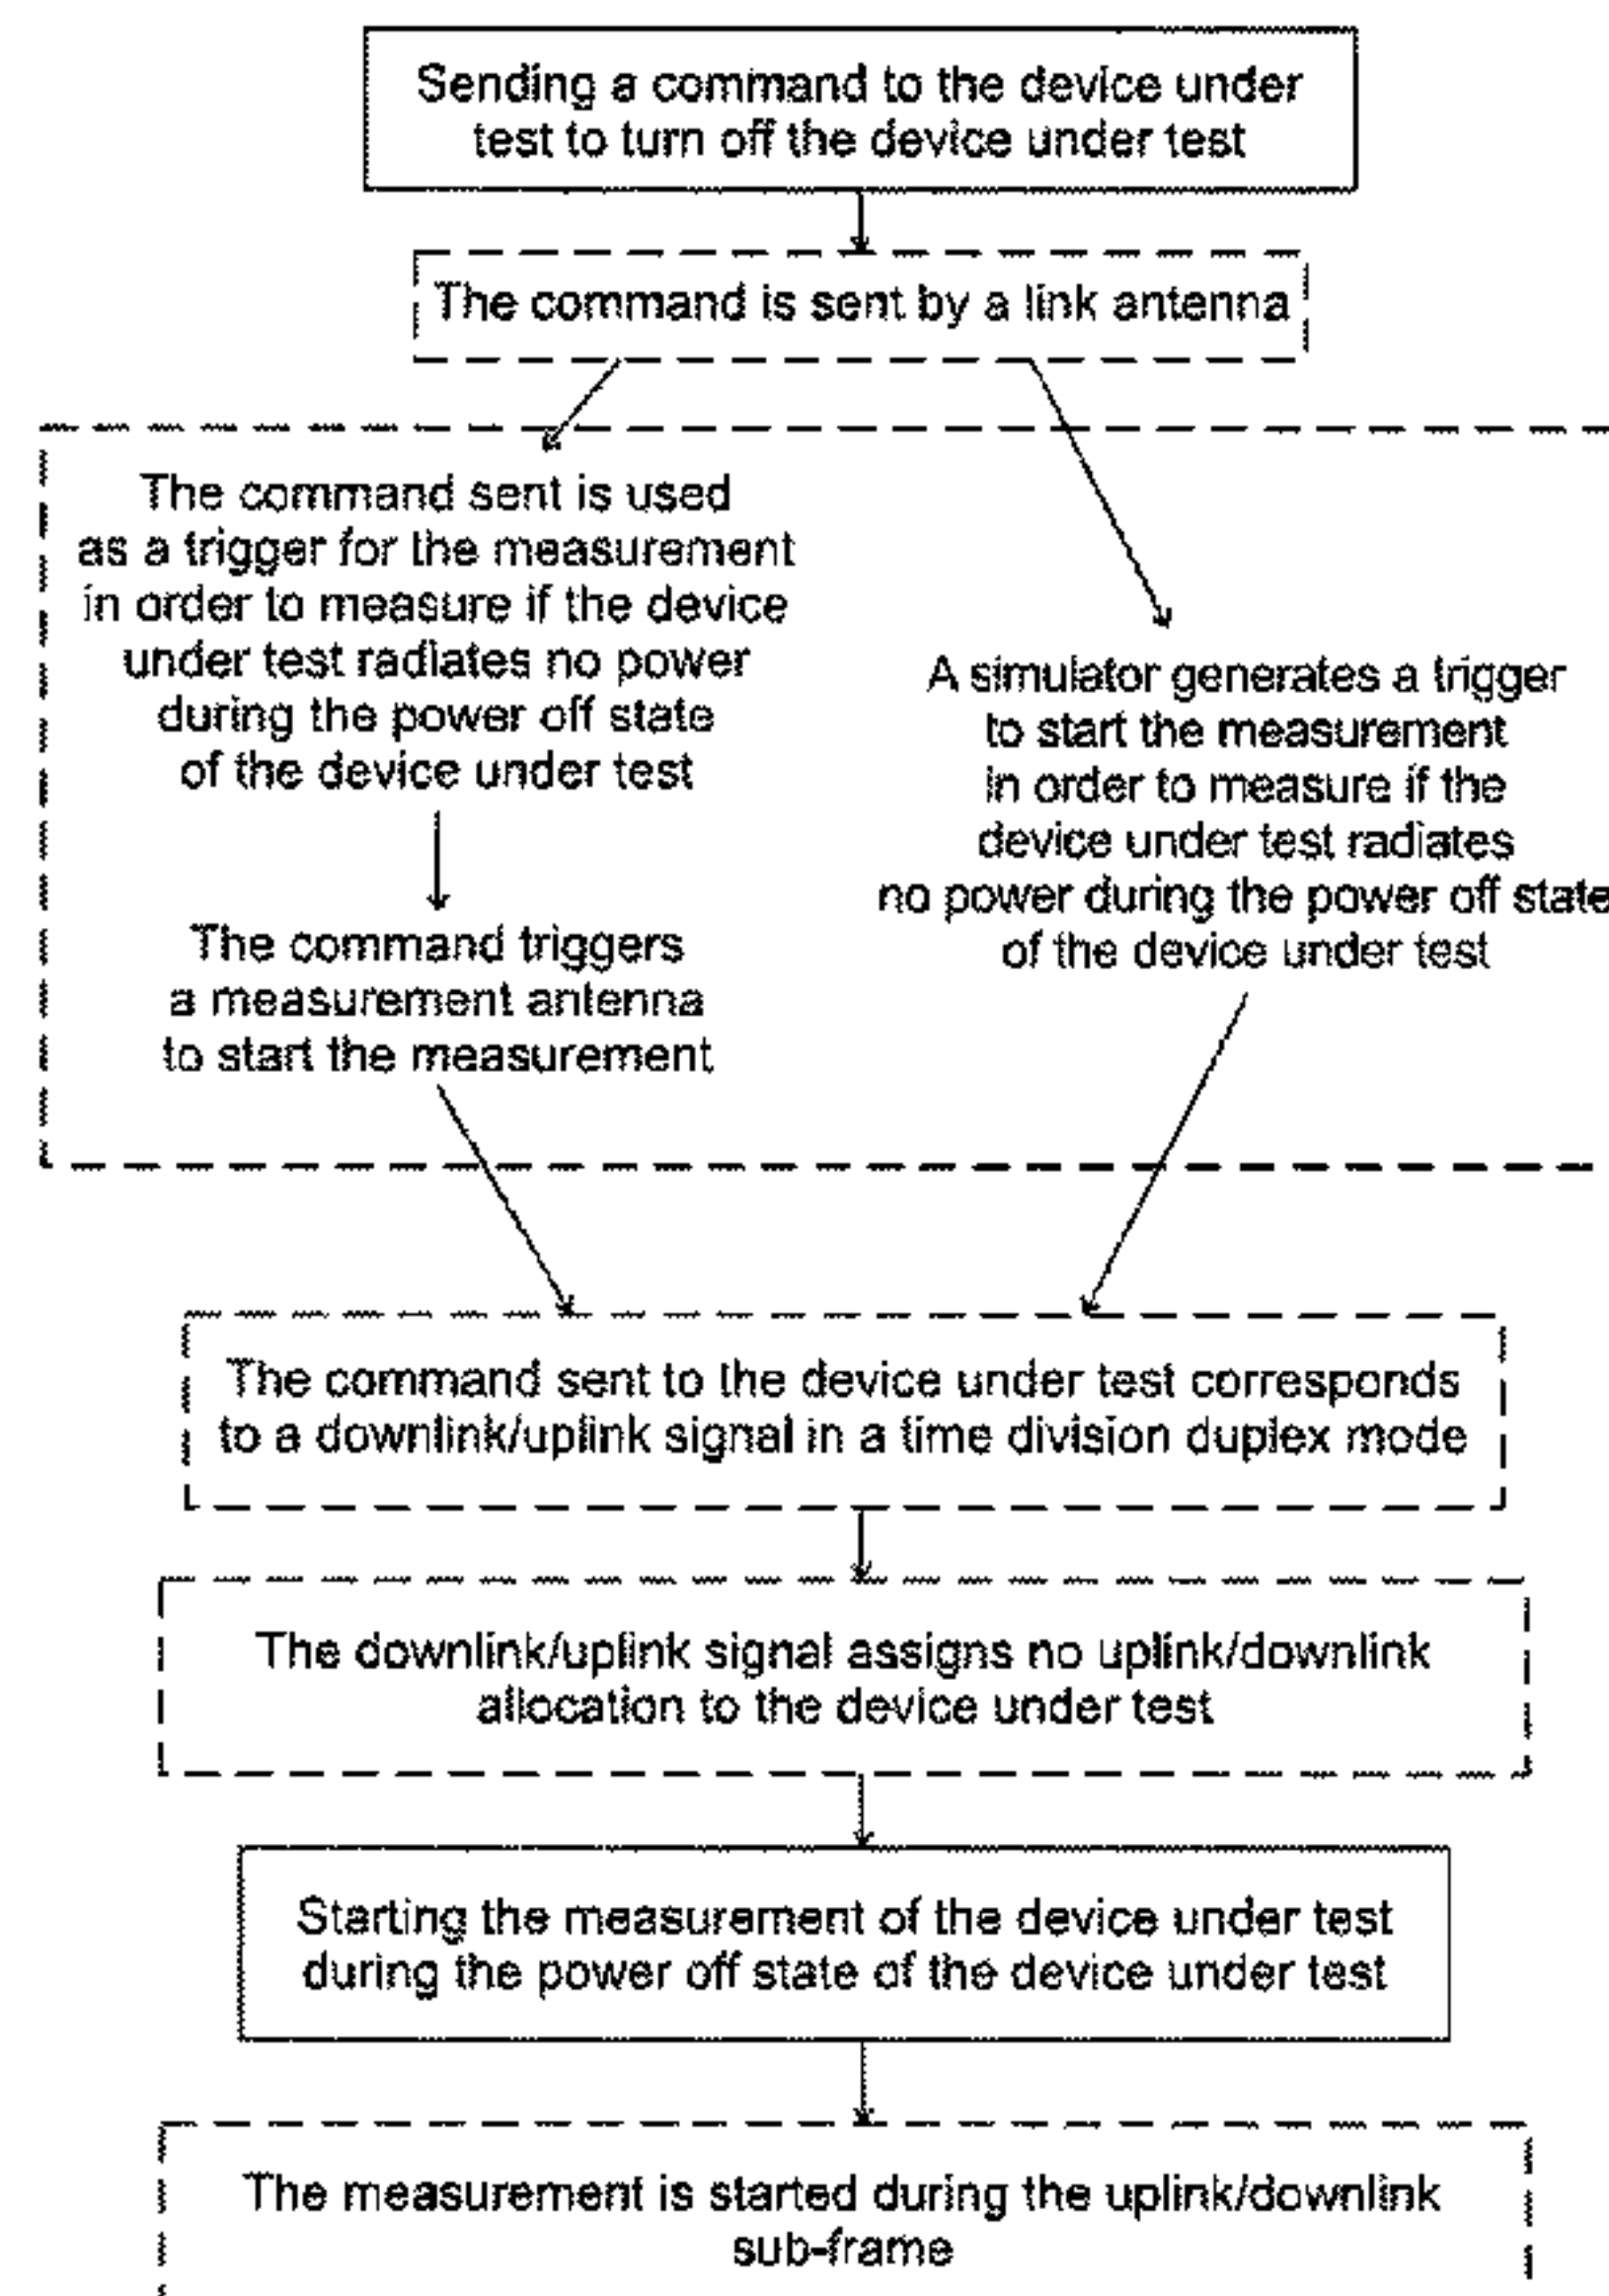 Sending a command to the device under
test to turn off the device under test
The command is sent by a link antenna
The command sent is used
as a trigger for the measurement
in order to measure if the device
under test radiates no power
during the power off state
of the device under test
The command triggers
a measurement antenna
to start the measurement
A simulator generates a trigger
to start the measurement
in order to measure if the
device under test radiates
no power during the power off state
of the device under test
The command sent to the device under test corresponds
to a downlink/uplink signal in a time division duplex mode
The downlink/uplink signal assigns no uplink/downlink
allocation to the device under test
Starting the measurement of the device under test
during the power off state of the device under test
The measurement is started during the uplink/downlink
sub-frame